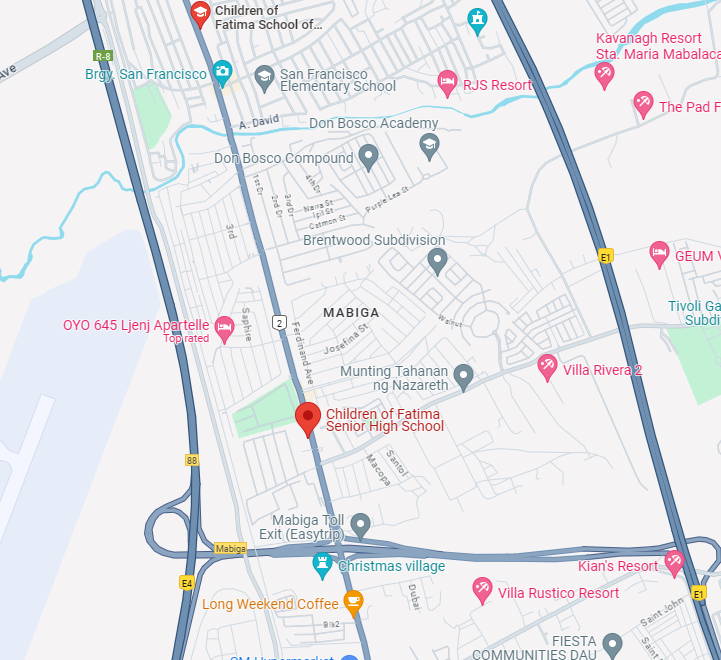 Children of
Fatima School of...
R-8
Ave
Brgy. San Francisco
San Francisco
Elementary School
RJS Resort
Kavanagh Resort
Sta. Maria Mabalaca
The Pad F
A. David
Don Bosco Academy
Don Bosco Compound
1st Dr
2nd Dr
3rd Dr
4th Dr
Narra St
Ipil St
Catmon St
Purple Lea St
3rd
Brentwood Subdivision
E1
GEUM V
Tivoli Ga
Subdi
OYO 645 Ljenj Apartelle
Top rated
Saphire
2
MABIGA
Ferdinand Ave
Josefina St
Walnut
Munting Tahanan
ng Nazareth
Villa Rivera 2
Children of Fatima
Senior High School
Santol
Macopa
88
Mabiga Toll
Exit (Easytrip)
Mabiga
Christmas village
Kian's Resort
E4
E1
Long Weekend Coffee
Dubai
Villa Rustico Resort
Saint John
Saint
FIESTA
COMMUNITIES DAU
SM Hypermarket